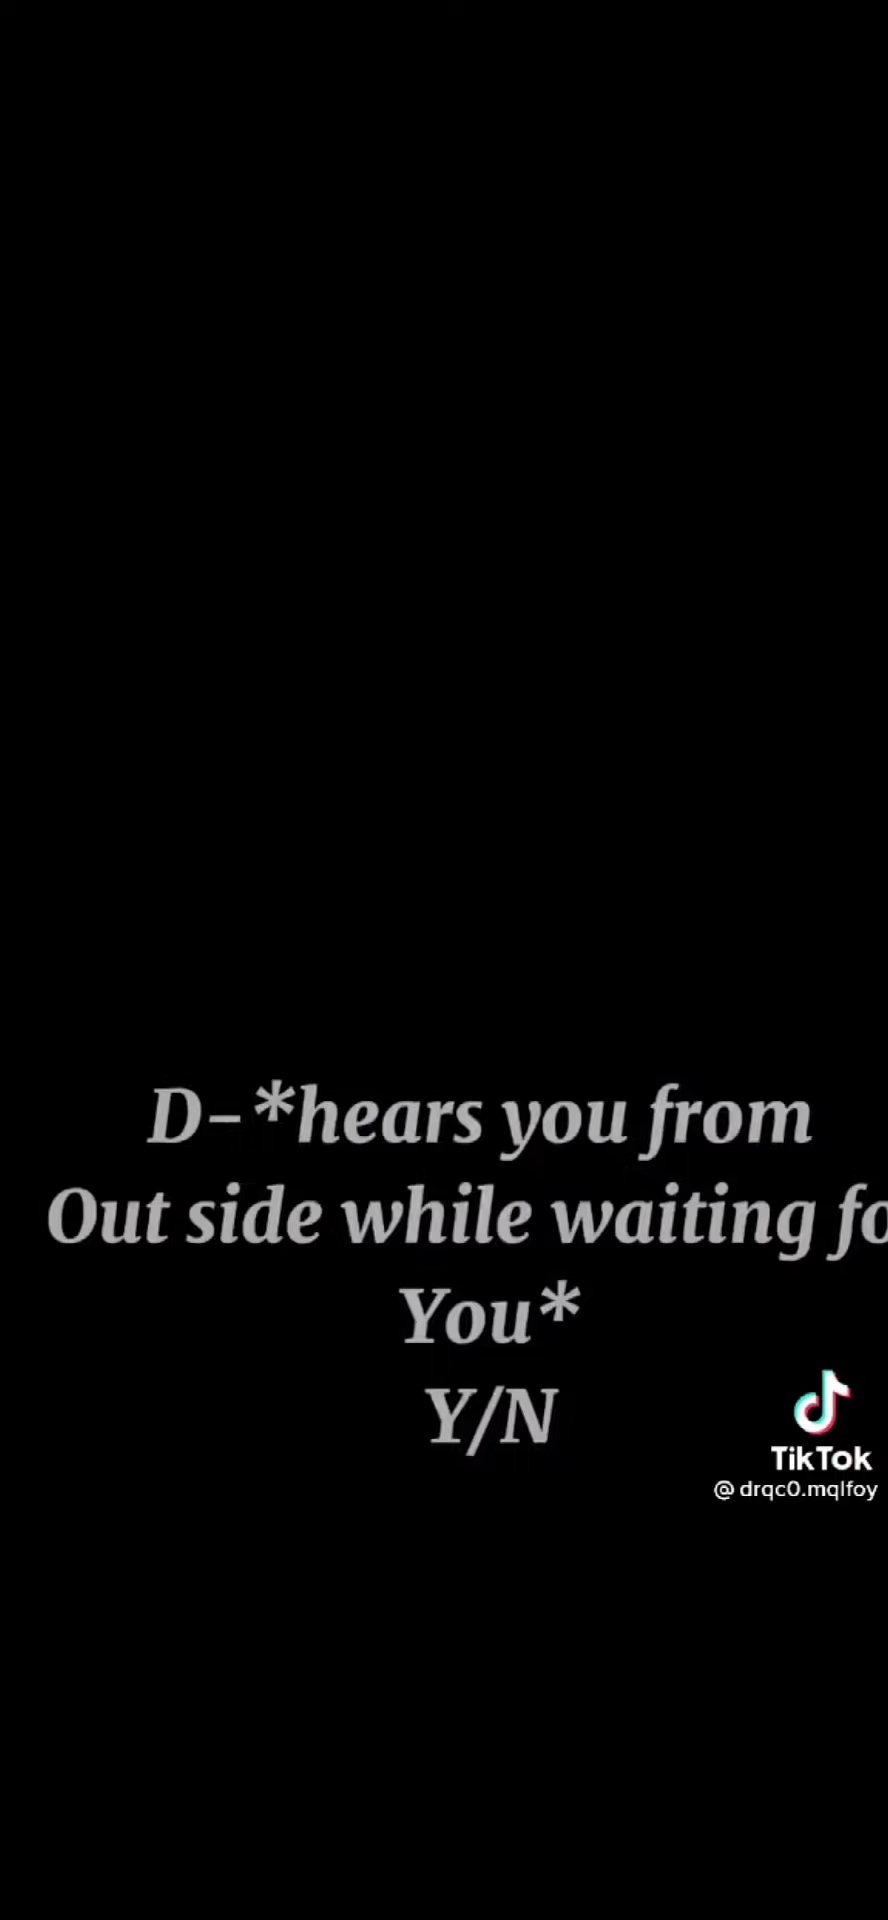 D-*hears you from
Out side while waiting fo
You*
Y/N
TikTok
@drqc0.mqlfoy